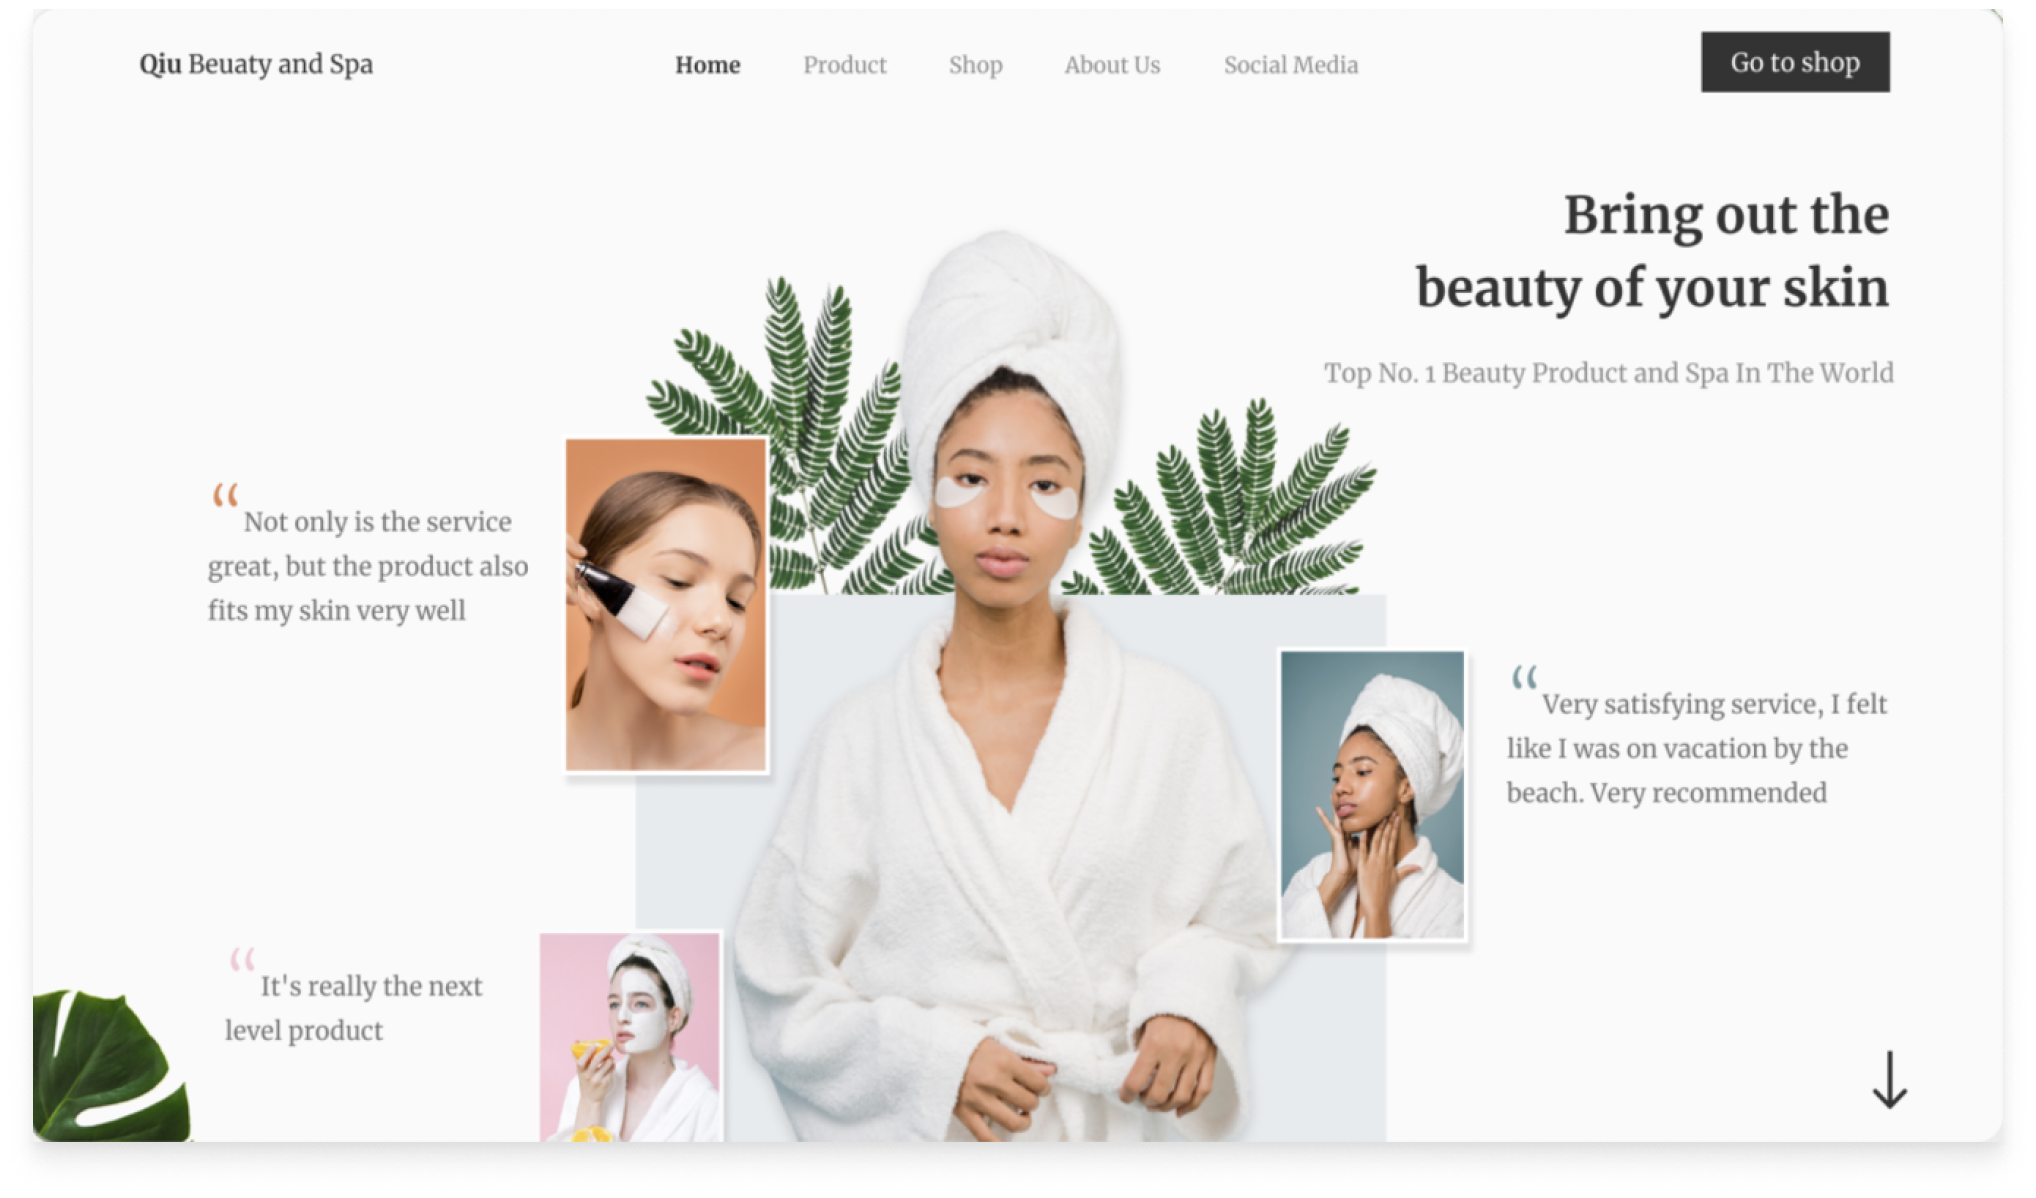 Qiu Beuaty and Spa
Home
Product
Shop
About Us
Social Media
Go to shop
Bring out the
beauty of your skin
Top No. 1 Beauty Product and Spa In The World
“Not only is the service
great, but the product also
fits my skin very well
“Very satisfying service, I felt
like I was on vacation by the
beach. Very recommended
“It's really the next
level product